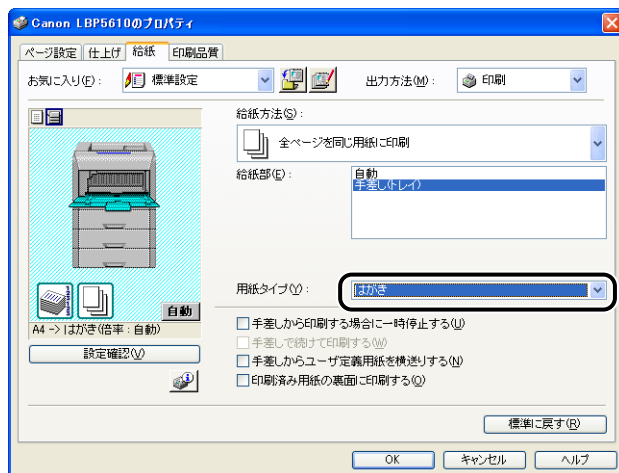 Canon LBP5610のプロパティ
ページ設定 仕上げ 給紙 印刷品質
お気に入り(F): 標準設定 出力方法(M): 印刷
給紙方法(S):
全ページを同じ用紙に印刷
給紙部(E): 自動
手差し(トレイ)
用紙タイプ(Y): はがき
自動
A4 -> はがき(倍率:自動)
設定確認(V)
手差しから印刷する場合に一時停止する(U)
手差しで続けて印刷する(W)
手差しからユーザ定義用紙を横送りする(N)
印刷済み用紙の裏面に印刷する(O)
標準に戻す(R)
OK キャンセル ヘルプ